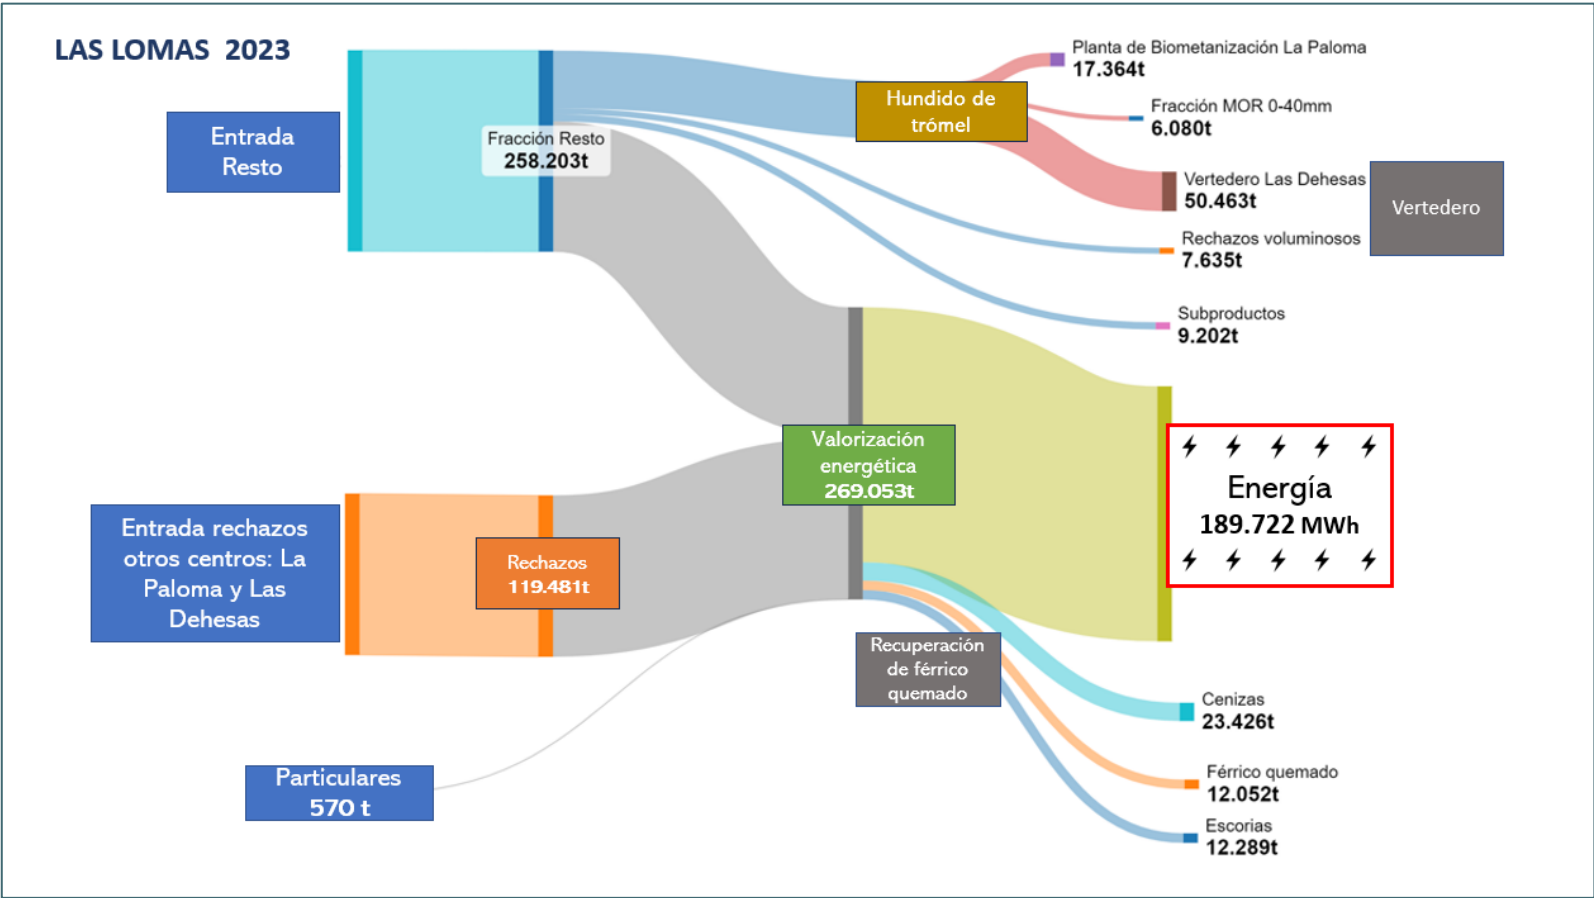 LAS LOMAS  2023
Entrada
Resto
Fracción Resto
258.203t
Hundido de
trómel
Planta de Biometanización La Paloma
17.364t
Fracción MOR 0-40mm
6.080t
Vertedero Las Dehesas
50.463t
Vertedero
Rechazos voluminosos
7.635t
Subproductos
9.202t
Valorización
energética
269.053t
Energía
189.722 MWh
Entrada rechazos
otros centros: La
Paloma y Las
Dehesas
Rechazos
119.481t
Recuperación
de férrico
quemado
Particulares
570 t
Cenizas
23.426t
Férrico quemado
12.052t
Escorias
12.289t